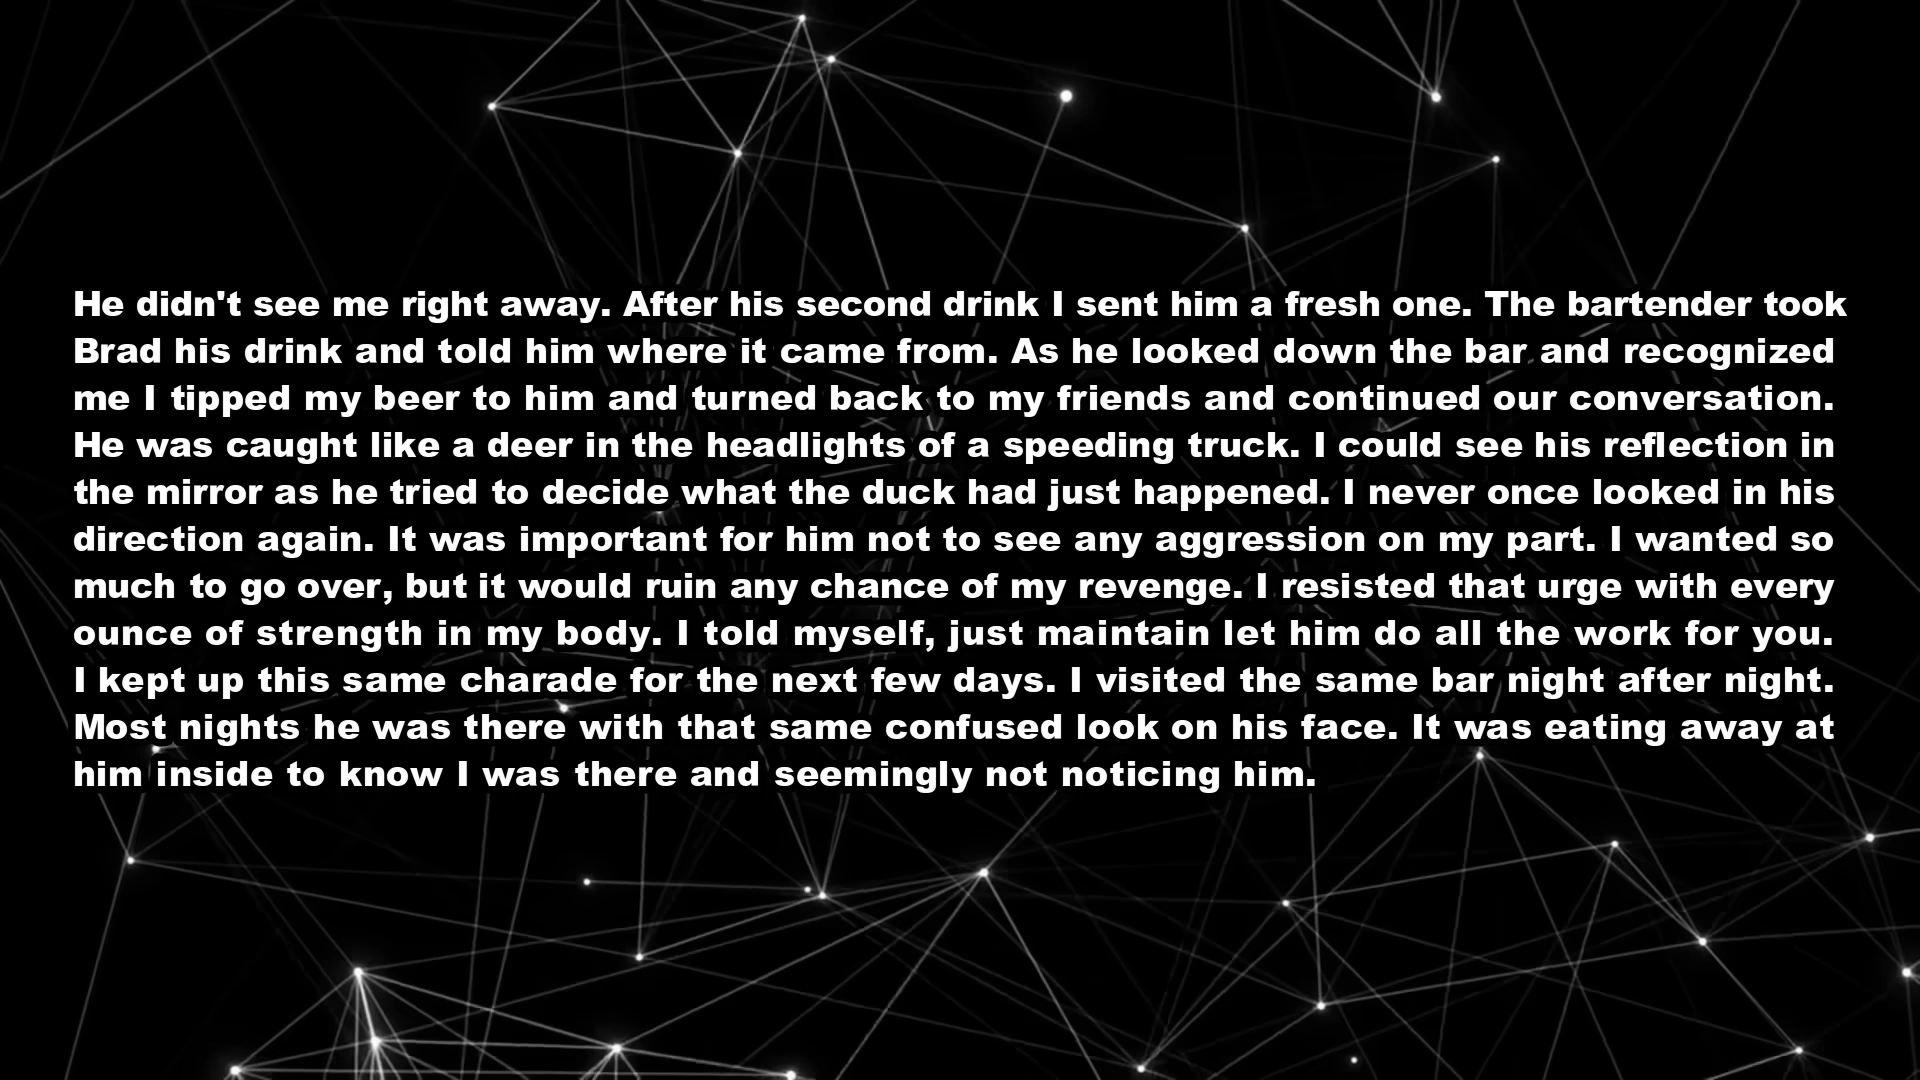 He didn't see me right away. After his second drink I sent him a fresh one. The bartender took
Brad his drink and told him where it came from. As he looked down the bar and recognized
me I tipped my beer to him and turned back to my friends and continued our conversation.
He was caught like a deer in the headlights of a speeding truck. I could see his reflection in
the mirror as he tried to decide what the duck had just happened. I never once looked in his
direction again. It was important for him not to see any aggression on my part. I wanted so
much to go over, but it would ruin any chance of my revenge. I resisted that urge with every
ounce of strength in my body. I told myself, just maintain let him do all the work for you.
I kept up this same charade for the next few days. I visited the same bar night after night.
Most nights he was there with that same confused look on his face. It was eating away at
him inside to know I was there and seemingly not noticing him.